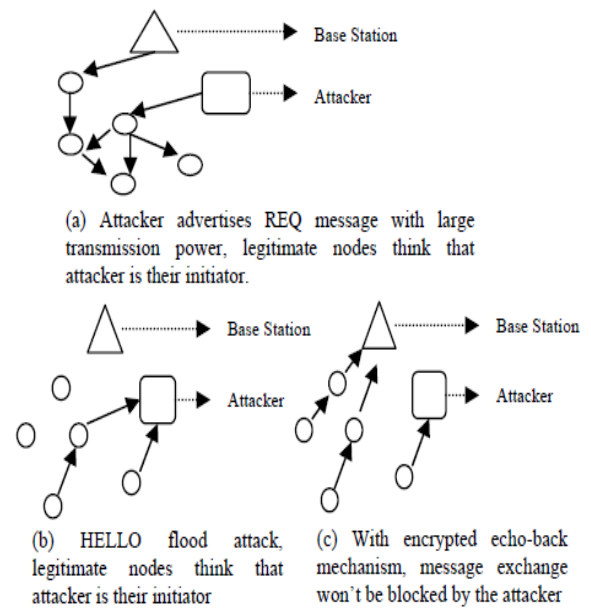 Base Station
Attacker
(a) Attacker advertises REQ message with large
transmission power, legitimate nodes think that
attacker is their initiator.
Base Station
Attacker
(b) HELLO flood attack,
legitimate nodes think that
attacker is their initiator
Base Station
Attacker
(c) With encrypted echo-back
mechanism, message exchange
won't be blocked by the attacker